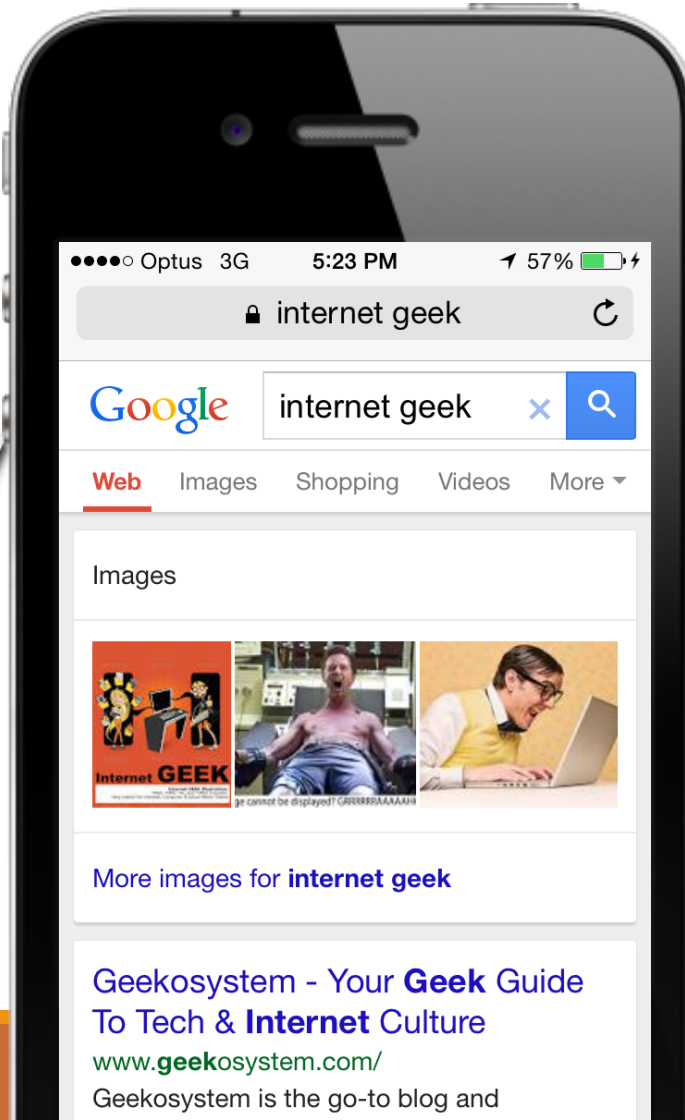 Optus 3G 5:23 PM 57%
internet geek
Google internet geek
Web Images Shopping Videos More
Images
Internet GEEK
ge cannot be displayed? GRRRRRRAAAAAH
More images for internet geek
Geekosystem - Your Geek Guide
To Tech & Internet Culture
www.geekosystem.com/
Geekosystem is the go-to blog and